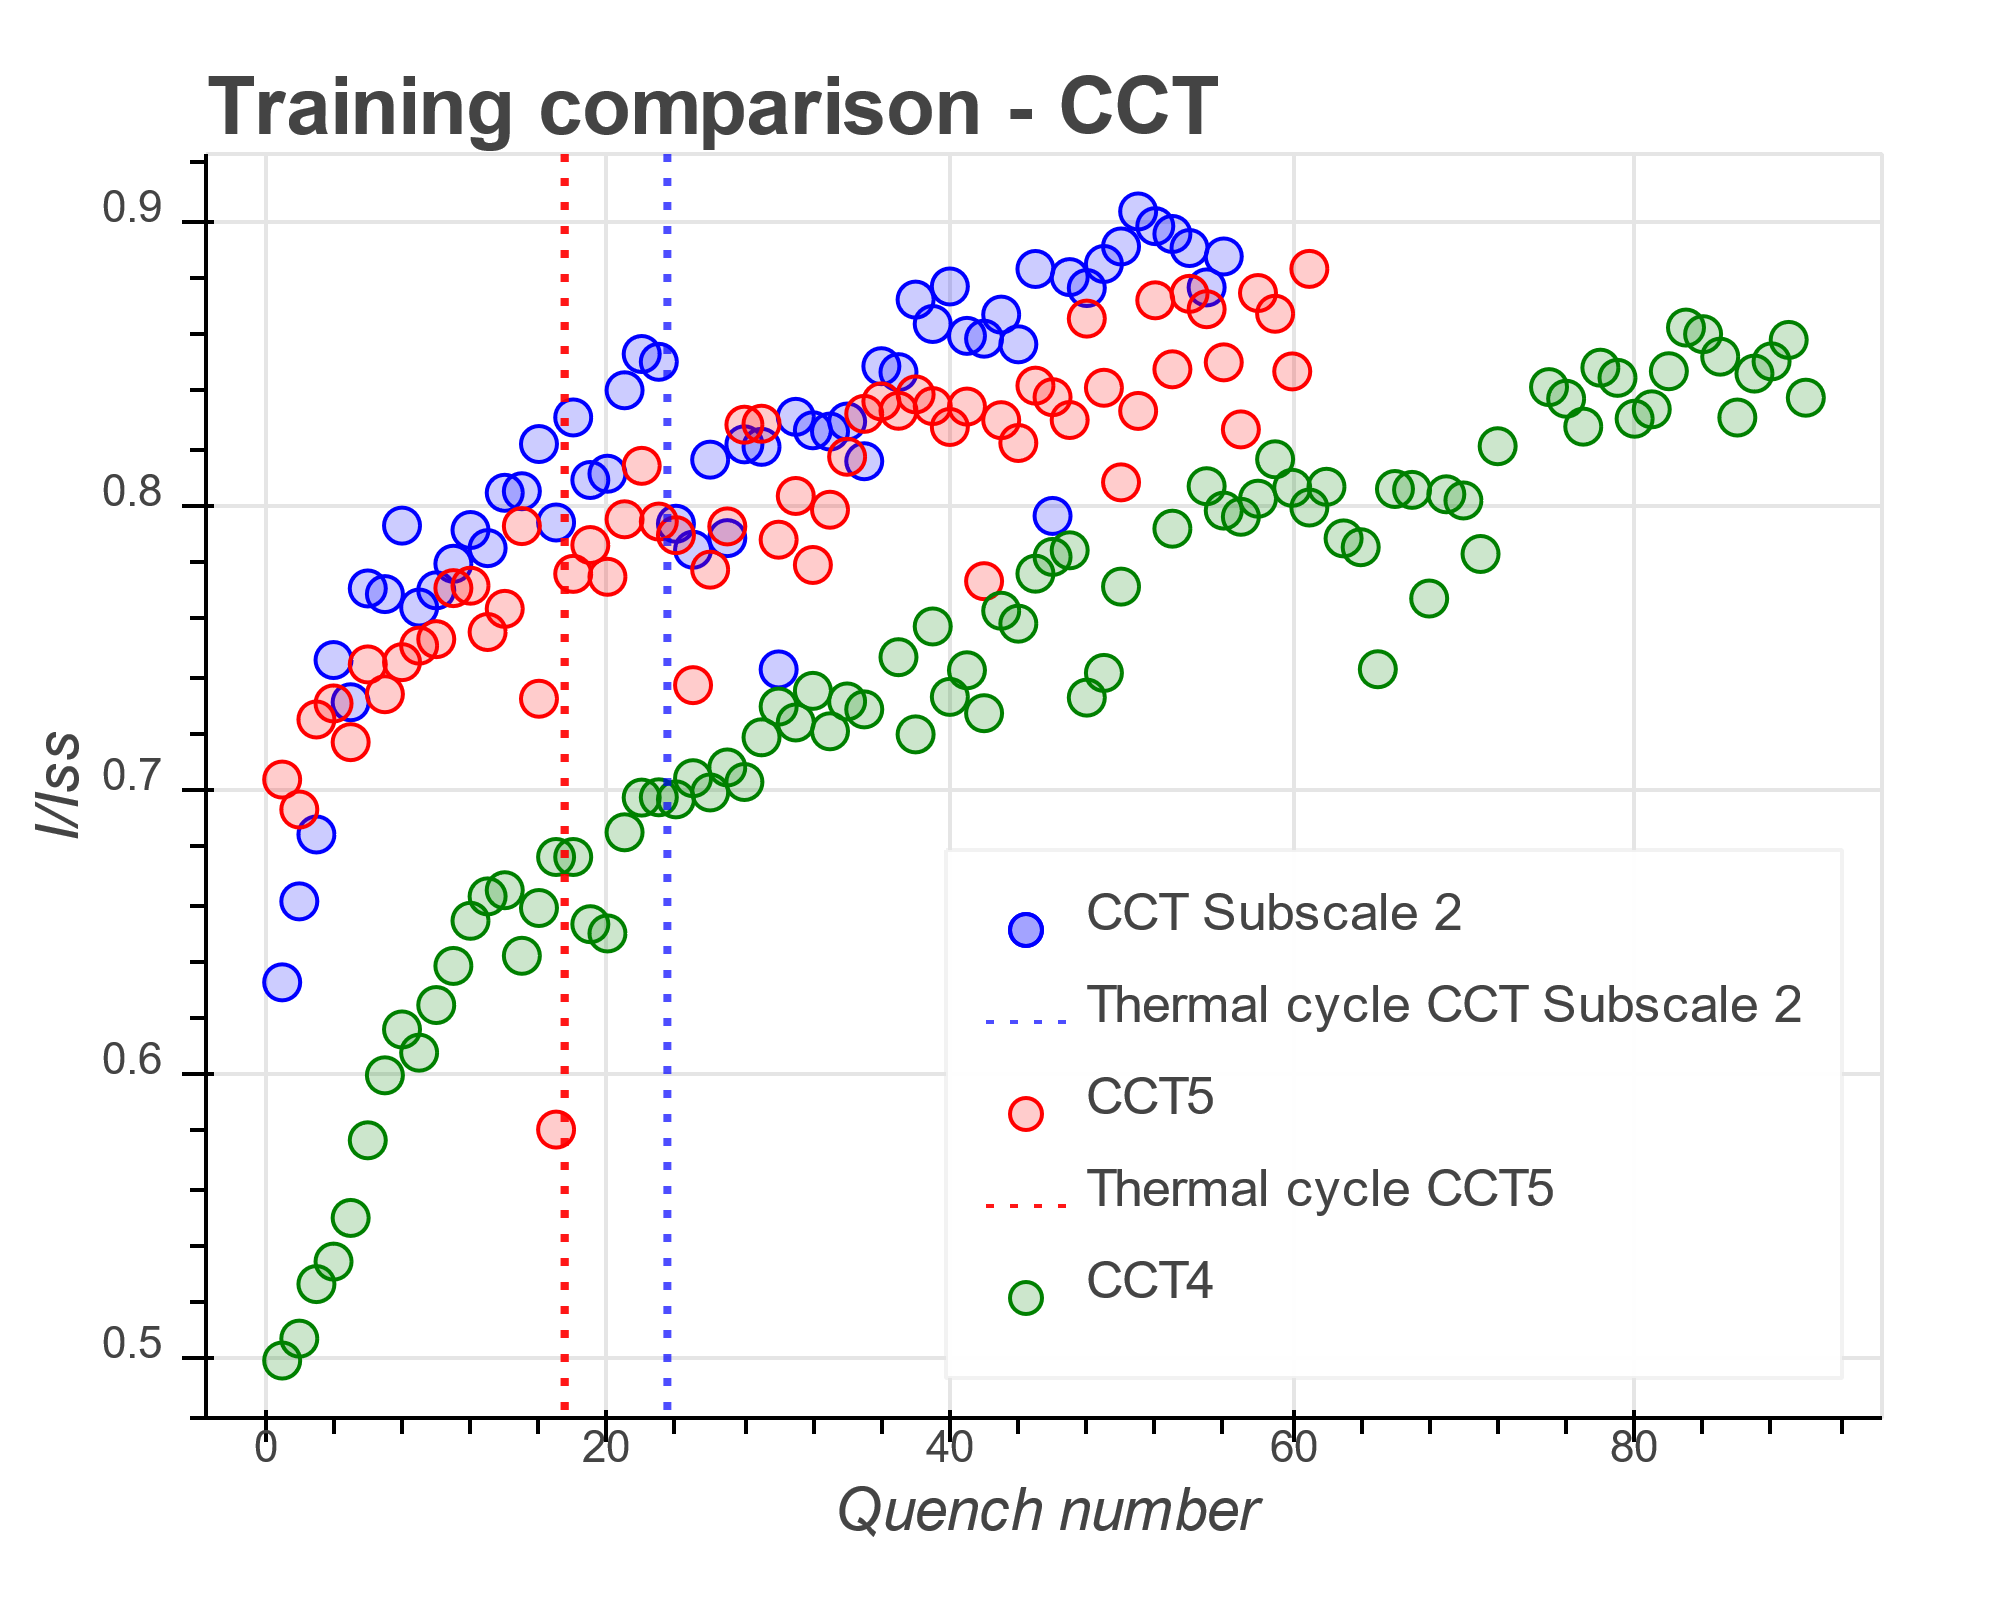 Training comparison - CCT
0.9
0.8
0.7
0.6
0.5
I/Iss
CCT Subscale 2
Thermal cycle CCT Subscale 2
CCT5
Thermal cycle CCT5
CCT4
0 20 40 60 80
Quench number